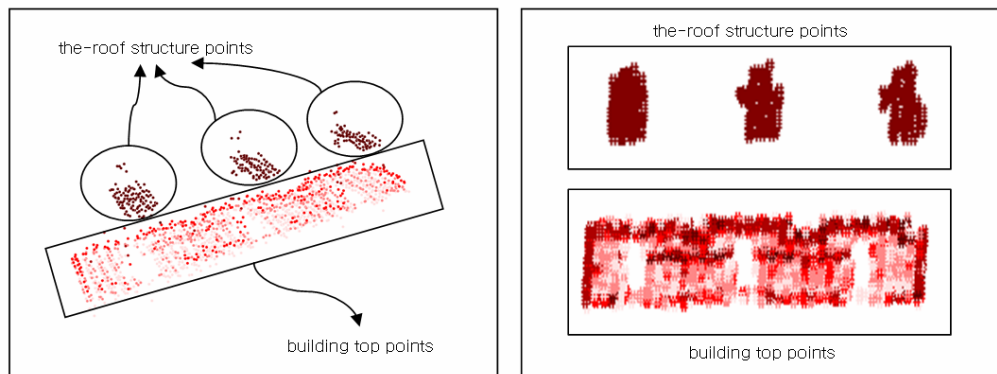 the-roof structure points
building top points
the-roof structure points
building top points